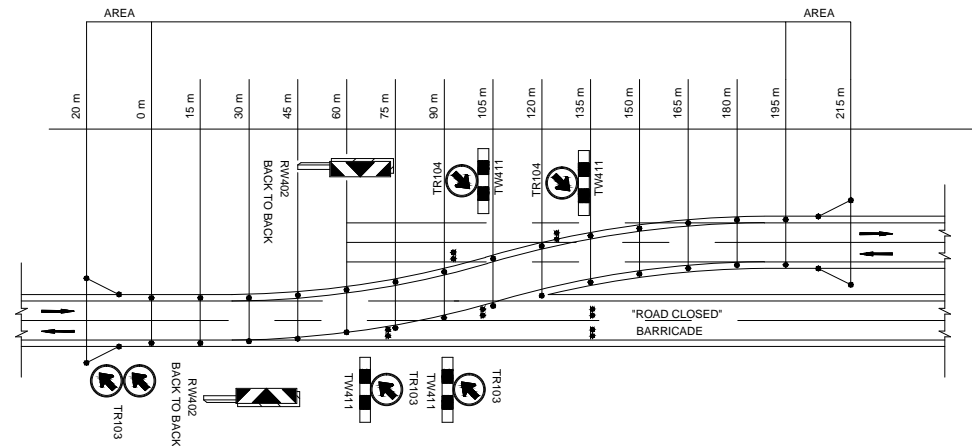 AREA
AREA
20 m
0 m
15 m
30 m
45 m
60 m
75 m
90 m
105 m
120 m
135 m
150 m
165 m
180 m
195 m
215 m
RW402
BACK TO BACK
TR104
TW411
TR104
TW411
"ROAD CLOSED"
BARRICADE
TR103
RW402
BACK TO BACK
TW411
TR103
TW411
TR103